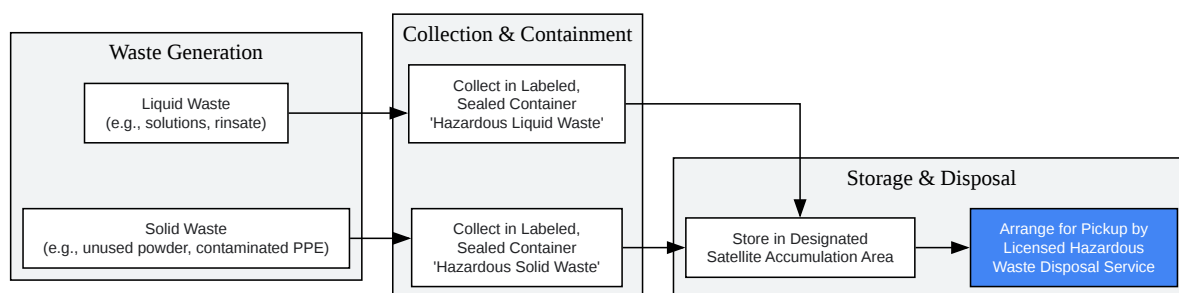 Waste Generation
Liquid Waste
(e.g., solutions, rinsate)
Solid Waste
(e.g., unused powder, contaminated PPE)
Collection & Containment
Collect in Labeled,
Sealed Container
'Hazardous Liquid Waste'
Collect in Labeled,
Sealed Container
'Hazardous Solid Waste'
Storage & Disposal
Store in Designated
Satellite Accumulation Area
Arrange for Pickup by
Licensed Hazardous
Waste Disposal Service